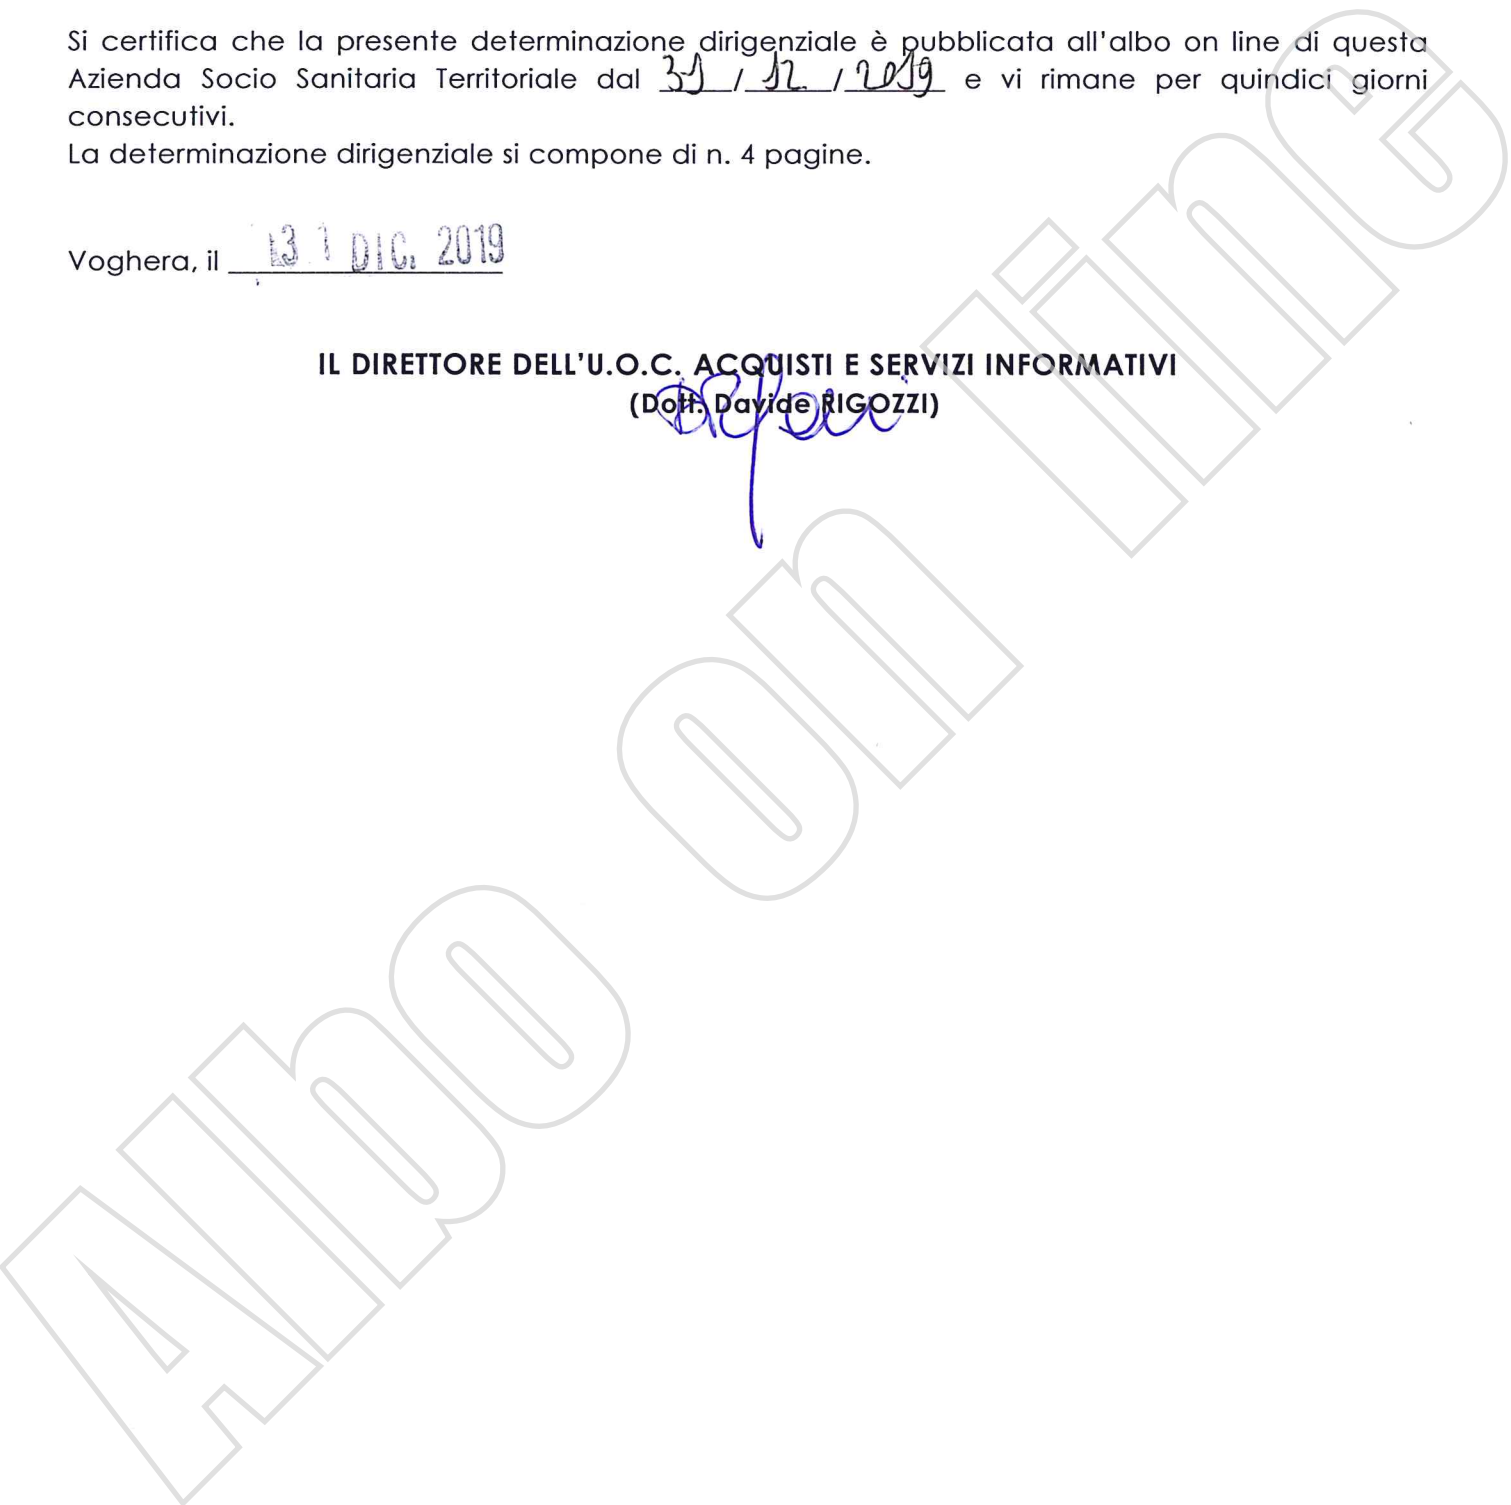 Si certifica che la presente determinazione dirigenziale è pubblicata all'albo on line di questa
Azienda Socio Sanitaria Territoriale dal 31 / 12 / 2019 e vi rimane per quindici giorni
consecutivi.
La determinazione dirigenziale si compone di n. 4 pagine.
Voghera, il 31 DIC. 2019
IL DIRETTORE DELL'U.O.C. ACQUISTI E SERVIZI INFORMATIVI
(Dott. Davide RIGOZZI)
Albo on line